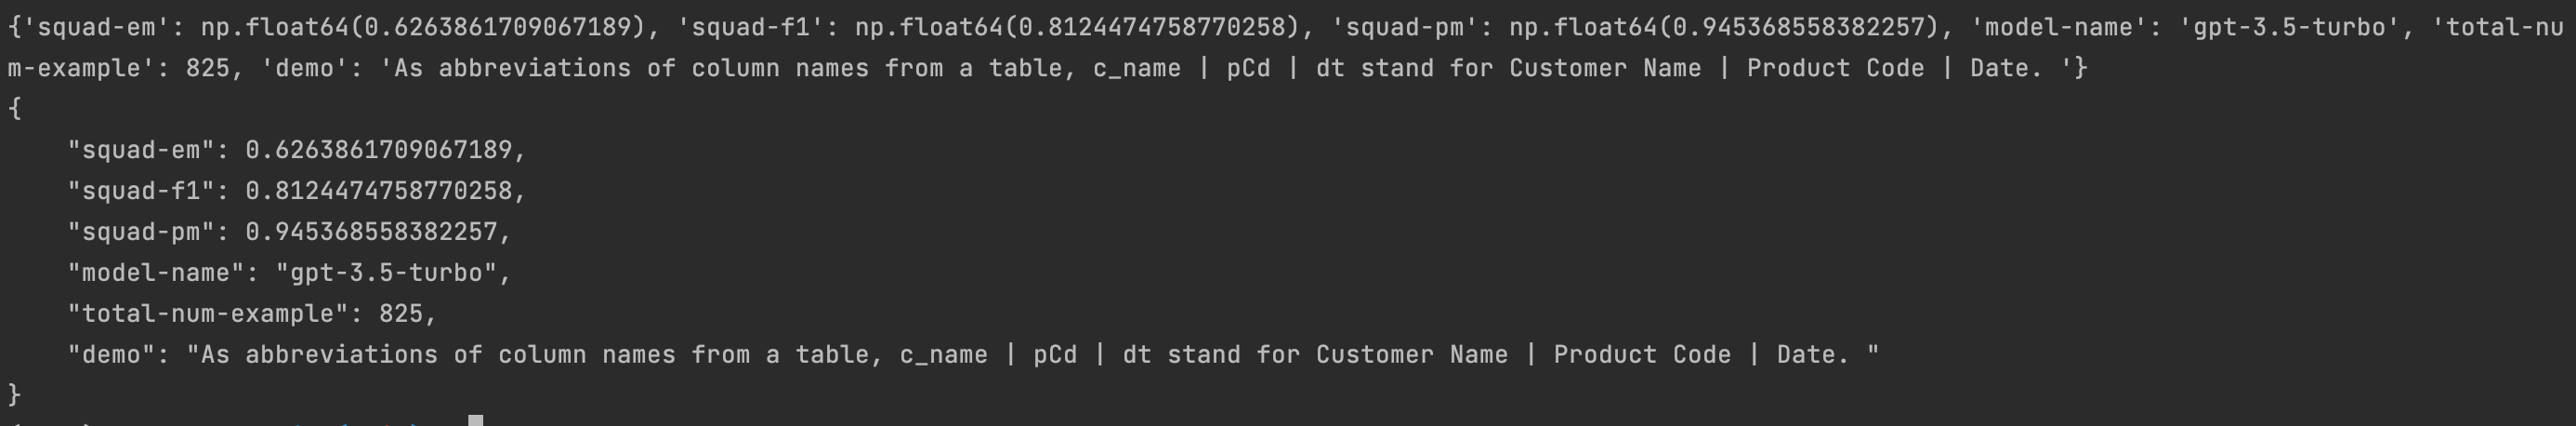 {'squad-em': np.float64(0.6263861709067189), 'squad-f1': np.float64(0.8124474758770258), 'squad-pm': np.float64(0.945368558382257), 'model-name': 'gpt-3.5-turbo', 'total-nu
m-example': 825, 'demo': 'As abbreviations of column names from a table, c_name | pCd | dt stand for Customer Name | Product Code | Date. '}
{
    "squad-em": 0.6263861709067189,
    "squad-f1": 0.8124474758770258,
    "squad-pm": 0.945368558382257,
    "model-name": "gpt-3.5-turbo",
    "total-num-example": 825,
    "demo": "As abbreviations of column names from a table, c_name | pCd | dt stand for Customer Name | Product Code | Date. "
}